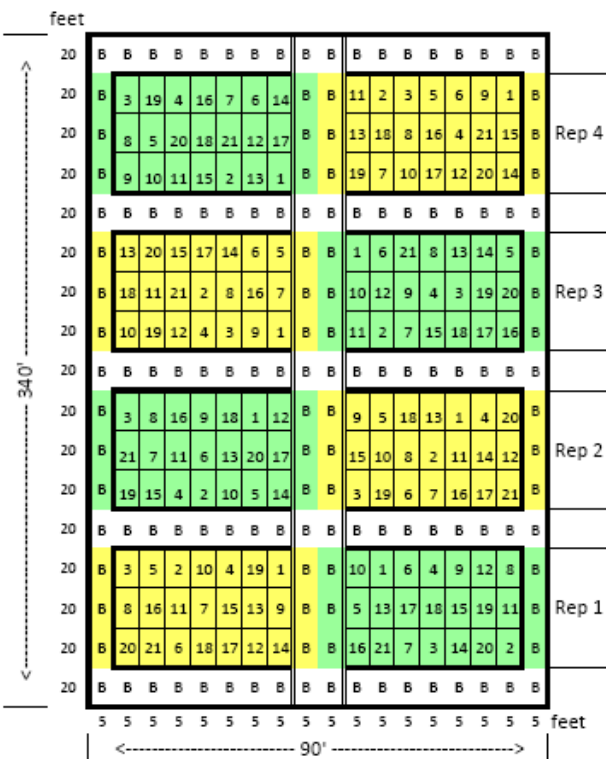 feet
20 B B B B B B B B B B B B B B B B B B
20 B 3 19 4 16 7 6 14 B B 11 2 3 5 6 9 1 B
20 B 8 5 20 18 21 12 17 B B 13 18 8 16 4 21 15 B Rep 4
20 B 9 10 11 15 2 13 1 B B 19 7 10 17 12 20 14 B
20 B B B B B B B B B B B B B B B B B B
20 B 13 20 15 17 14 6 5 B B 1 6 21 8 13 14 5 B
20 B 18 11 21 2 8 16 7 B B 10 12 9 4 3 19 20 B Rep 3
20 B 10 19 12 4 3 9 1 B B 11 2 7 15 18 17 16 B
20 B B B B B B B B B B B B B B B B B B
340'
20 B 3 8 16 9 18 1 12 B B 9 5 18 13 1 4 20 B
20 B 21 7 11 6 13 20 17 B B 15 10 8 2 11 14 12 B Rep 2
20 B 19 15 4 2 10 5 14 B B 3 19 6 7 16 17 21 B
20 B B B B B B B B B B B B B B B B B B
20 B 3 5 2 10 4 19 1 B B 10 1 6 4 9 12 8 B
20 B 8 16 11 7 15 13 9 B B 5 13 17 18 15 19 11 B Rep 1
20 B 20 21 6 18 17 12 14 B B 16 21 7 3 14 20 2 B
20 B B B B B B B B B B B B B B B B B B
5 5 5 5 5 5 5 5 5 5 5 5 5 5 5 5 5 5 feet
<---------------------- 90' ---------------------->